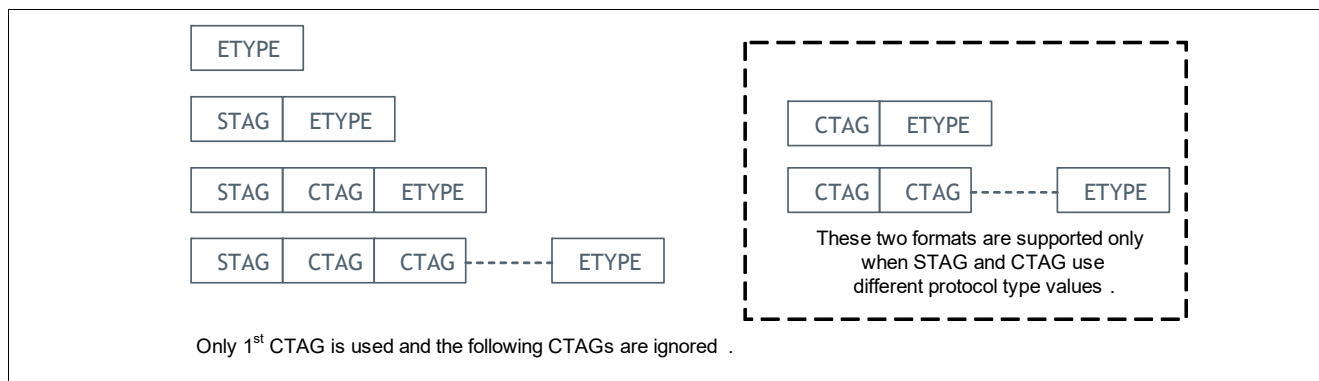 ETYPE
STAG ETYPE
STAG CTAG ETYPE
STAG CTAG CTAG ETYPE
CTAG ETYPE
CTAG CTAG ETYPE
These two formats are supported only
when STAG and CTAG use
different protocol type values .
Only 1st CTAG is used and the following CTAGs are ignored .